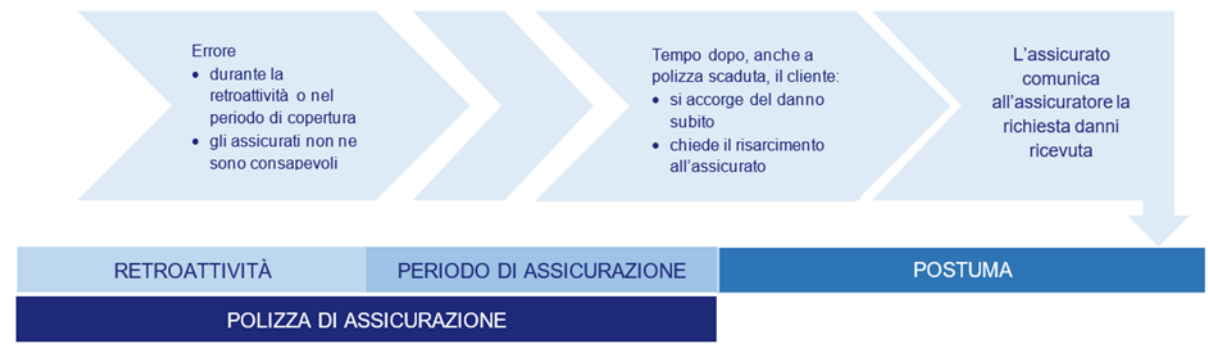 Errore
• durante la
retroattività o nel
periodo di copertura
• gli assicurati non ne
sono consapevoli
Tempo dopo, anche a
polizza scaduta, il cliente:
• si accorge del danno
subito
• chiede il risarcimento
all'assicurato
L'assicurato
comunica
all'assicuratore la
richiesta danni
ricevuta
RETROATTIVITÀ
PERIODO DI ASSICURAZIONE
POSTUMA
POLIZZA DI ASSICURAZIONE